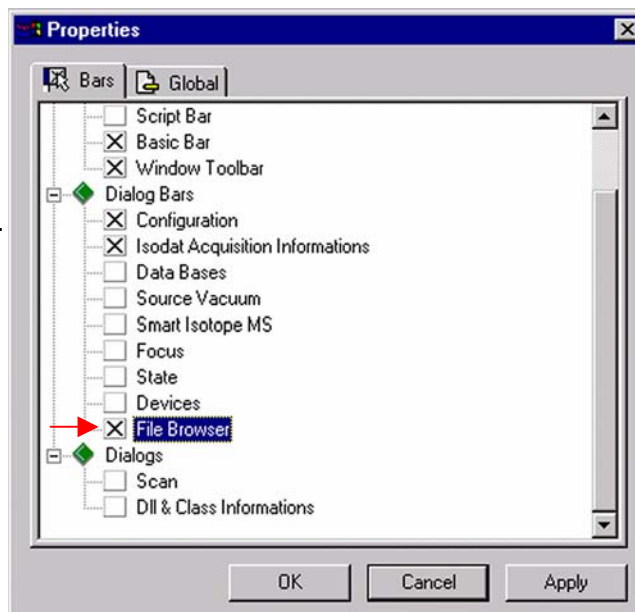 Properties
Bars Global
Script Bar
Basic Bar
Window Toolbar
Dialog Bars
Configuration
Isodat Acquisition Informations
Data Bases
Source Vacuum
Smart Isotope MS
Focus
State
Devices
File Browser
Dialogs
Scan
Dll & Class Informations
OK Cancel Apply